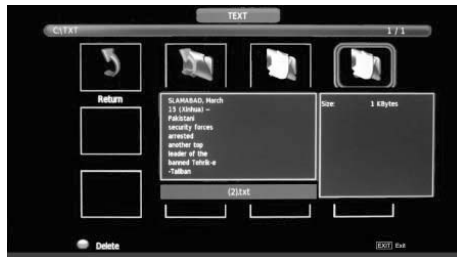 TEXT
C:\TXT
1 / 1
Return
SLAMABAD, March
15 (Xinhua) --
Pakistani
security forces
arrested
another top
leader of the
banned Tehrik-e
-Taliban
Size:
1 KBytes
(2).txt
Delete
EXIT Exit